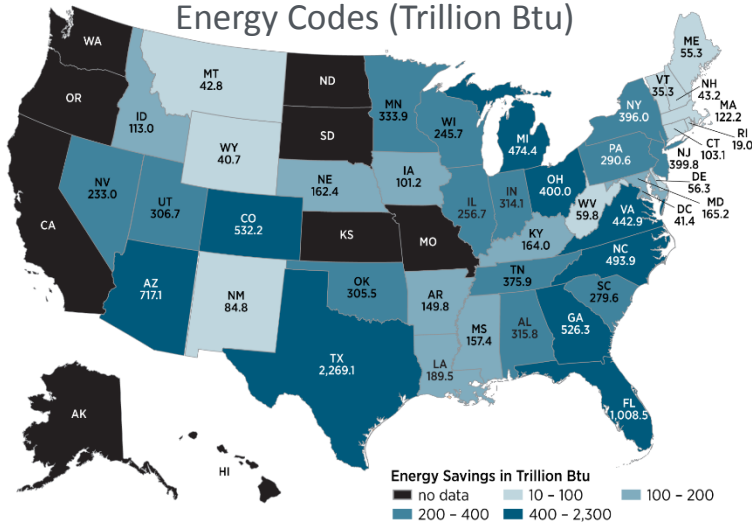 Energy Codes (Trillion Btu)
WA
OR
CA
ID
113.0
MT
42.8
WY
40.7
NV
233.0
UT
306.7
CO
532.2
AZ
717.1
NM
84.8
ND
SD
NE
162.4
KS
OK
305.5
TX
2,269.1
MN
333.9
IA
101.2
MO
AR
149.8
LA
189.5
WI
245.7
IL
256.7
IN
314.1
MI
474.4
OH
400.0
KY
164.0
TN
375.9
MS
157.4
AL
315.8
GA
526.3
FL
1,008.5
SC
279.6
NC
493.9
VA
442.9
WV
59.8
PA
290.6
NY
396.0
VT
35.3
ME
55.3
NH
43.2
MA
122.2
RI
19.0
CT
103.1
NJ
399.8
DE
56.3
MD
165.2
DC
41.4
AK
HI
Energy Savings in Trillion Btu
no data
10 – 100
100 – 200
200 – 400
400 – 2,300